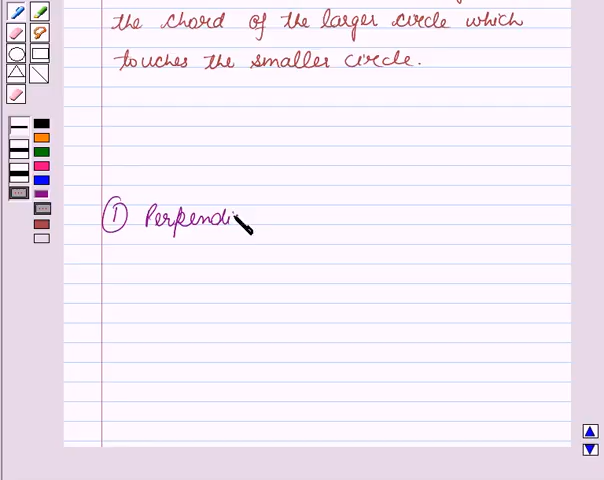 the chord of the larger circle which
touches the smaller circle.
① Perpendi